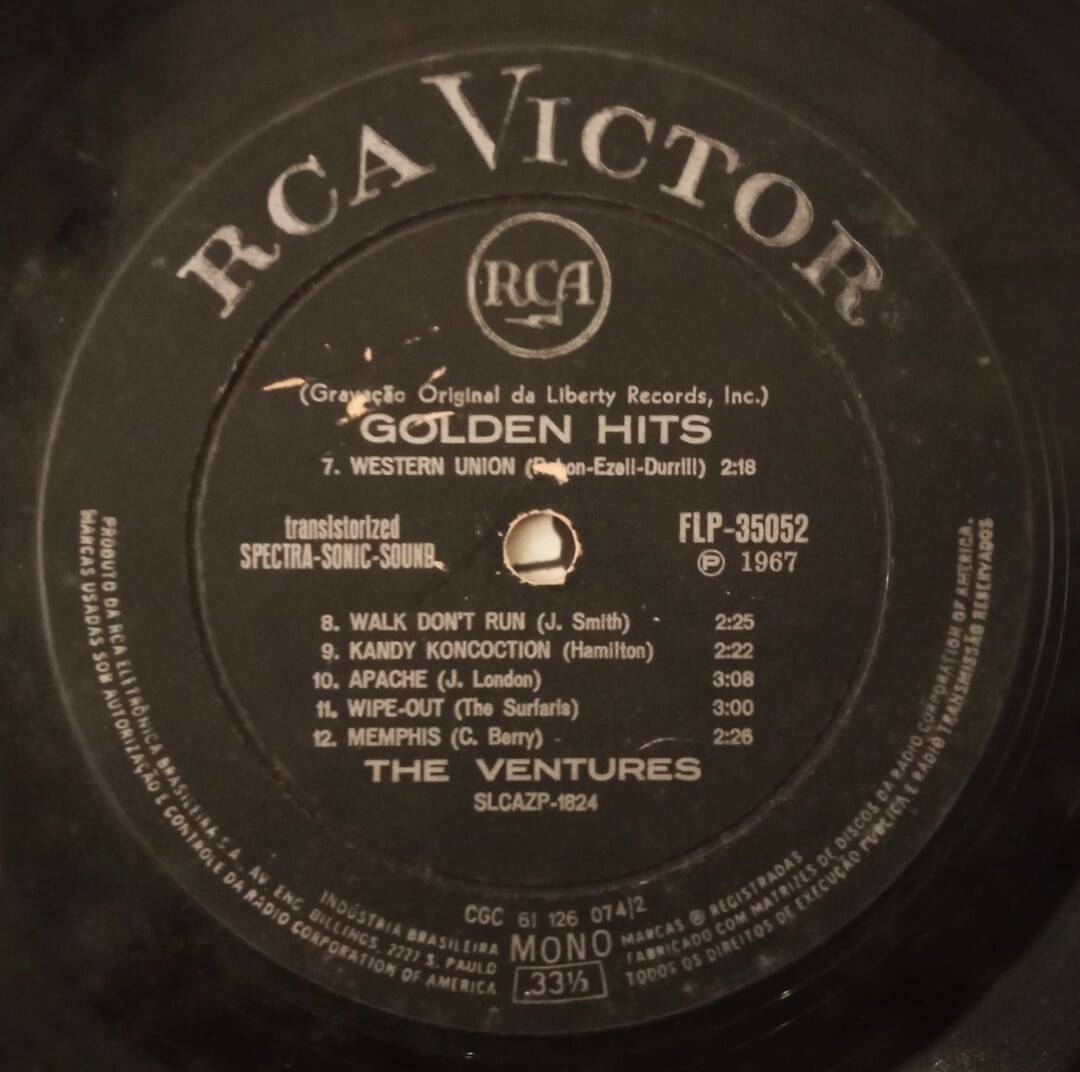 RCA VICTOR
RCA
(Gravação Original da Liberty Records, Inc.)
GOLDEN HITS
7. WESTERN UNION (-Ezell-Durrill) 2:18
transistorized
SPECTRA-SONIC-SOUND
FLP-35052
Ⓟ 1967
8. WALK DON'T RUN (J. Smith) 2:25
9. KANDY KONCOCTION (Hamilton) 2:22
10. APACHE (J. London) 3:08
11. WIPE-OUT (The Surfaris) 3:00
12. MEMPHIS (C. Berry) 2:26
THE VENTURES
SLCAZP-1824
PRODUTO DA RCA ELETRÔNICA BRASILEIRA S.A., AV. ENG. BILLINGS, 2227 S. PAULO
MARCAS USADAS SOB AUTORIZAÇÃO E CONTROLE DA RADIO CORPORATION OF AMERICA
INDÚSTRIA BRASILEIRA
CGC 61 126 074/2
MONO
33⅓
MARCAS ® REGISTRADAS
FABRICADO COM MATRIZES DE DISCOS DA RADIO CORPORATION OF AMERICA.
TODOS OS DIREITOS DE EXECUÇÃO PÚBLICA E RADIO TRANSMISSÃO RESERVADOS